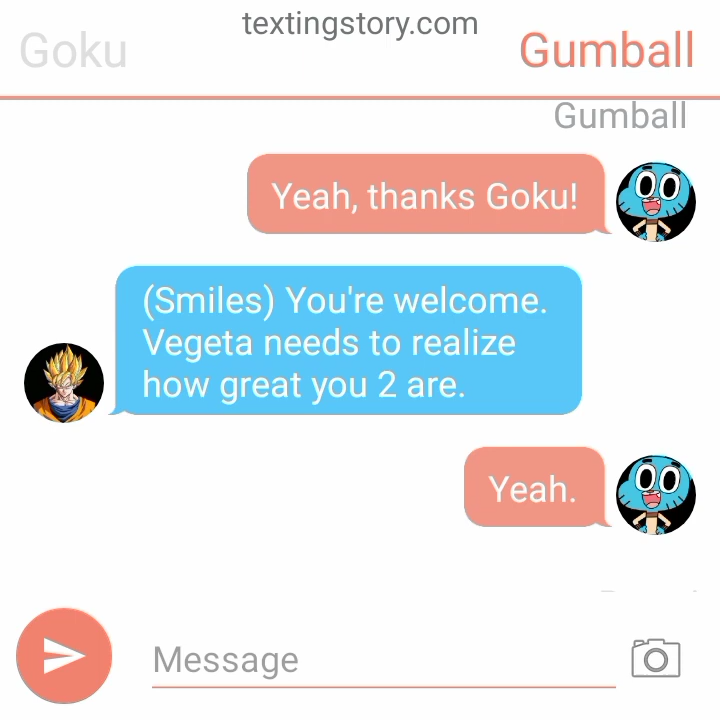 textingstory.com
Goku
Gumball
Gumball
Yeah, thanks Goku!
(Smiles) You're welcome.
Vegeta needs to realize
how great you 2 are.
Yeah.
Message